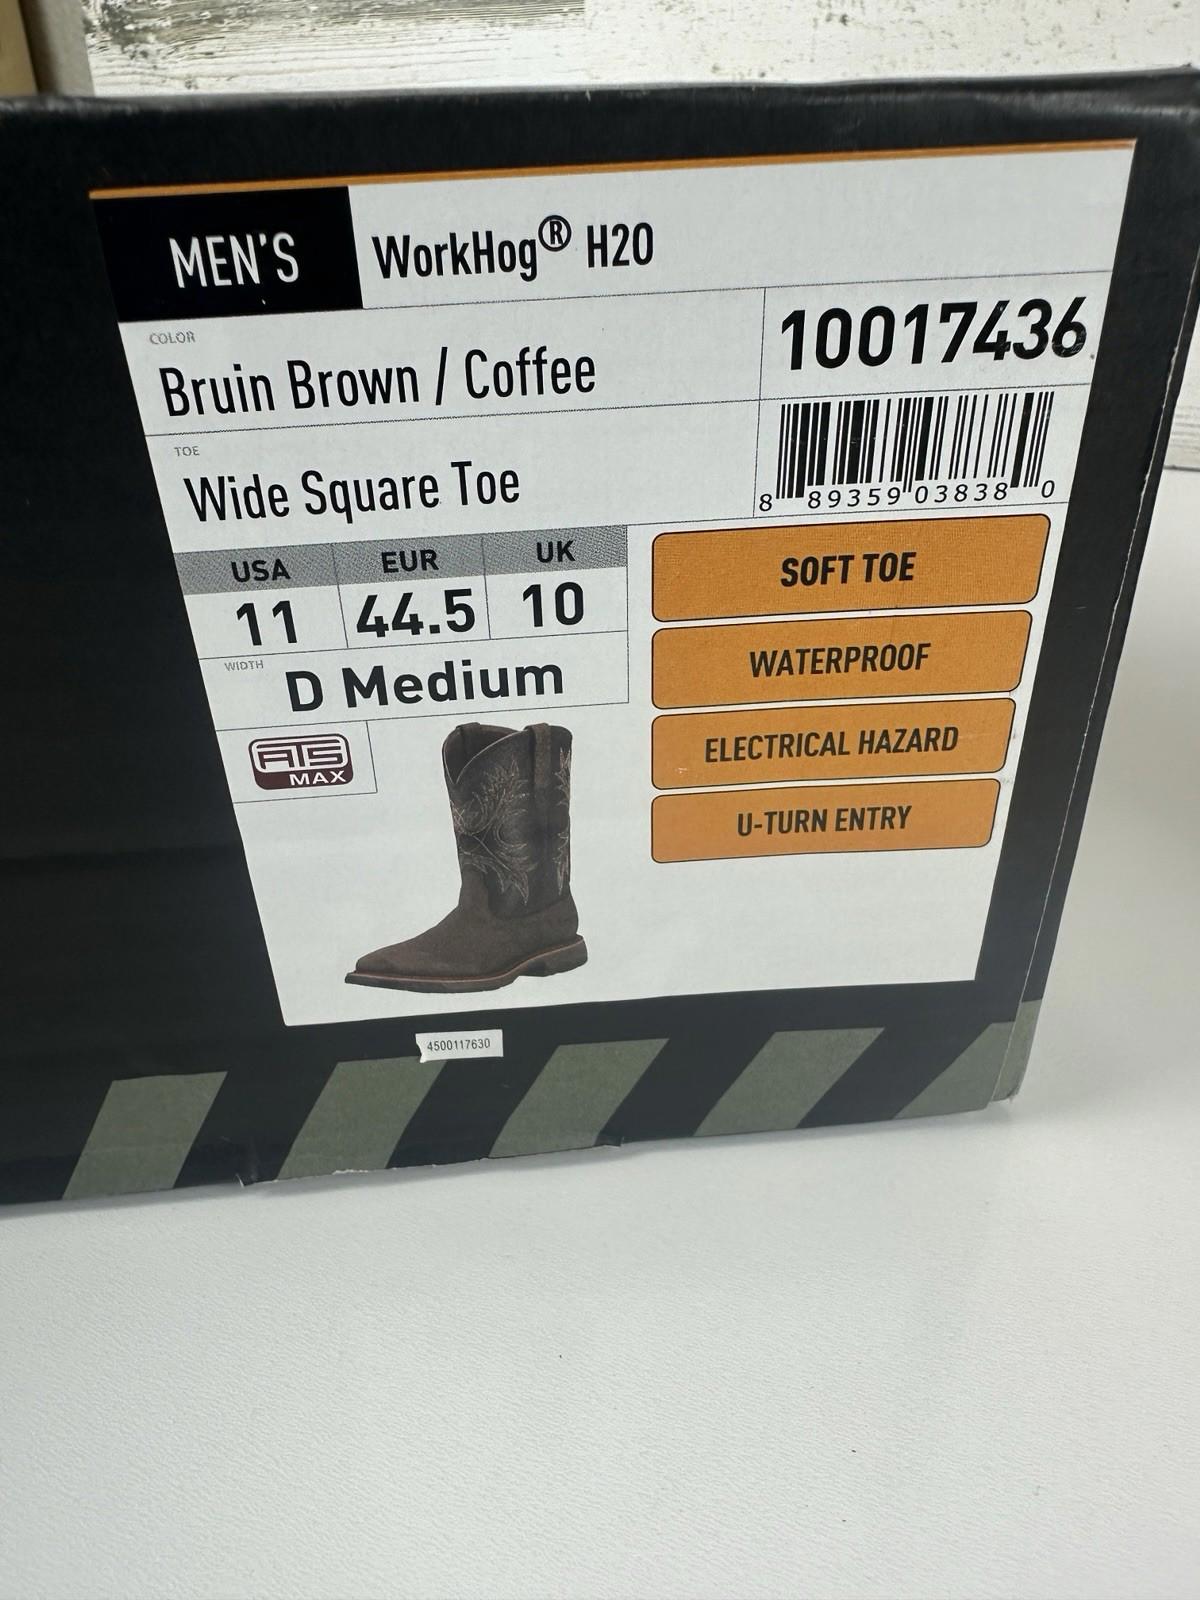 MEN'S
WorkHog® H20
COLOR
Bruin Brown / Coffee
10017436
TOE
Wide Square Toe
8 89359 03838 0
USA EUR UK
11 44.5 10
WIDTH
D Medium
ATS
MAX
SOFT TOE
WATERPROOF
ELECTRICAL HAZARD
U-TURN ENTRY
4500117630